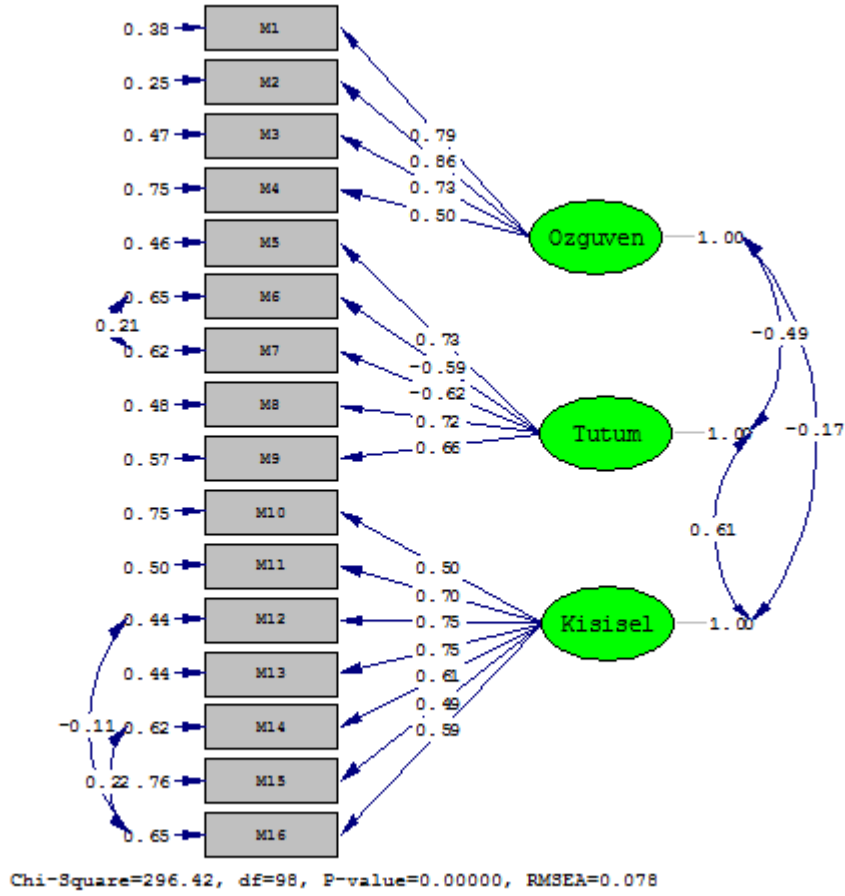 0.38 M1
0.25 M2
0.47 M3
0.79
0.86
0.73
0.50
0.75 M4
0.46 M5
Ozguven 1.00
0.65 M6
0.21
0.62 M7
-0.49
0.73
-0.59
-0.62
0.72
0.66
0.48 M8
Tutum 1.00
-0.17
0.57 M9
0.75 M10
0.61
0.50 M11
0.50
0.70
0.75
0.75
0.61
0.49
0.59
0.44 M12
Kisisel 1.00
0.44 M13
-0.11
0.62 M14
0.22
.76 M15
0.65 M16
Chi-Square=296.42, df=98, P-value=0.00000, RMSEA=0.078